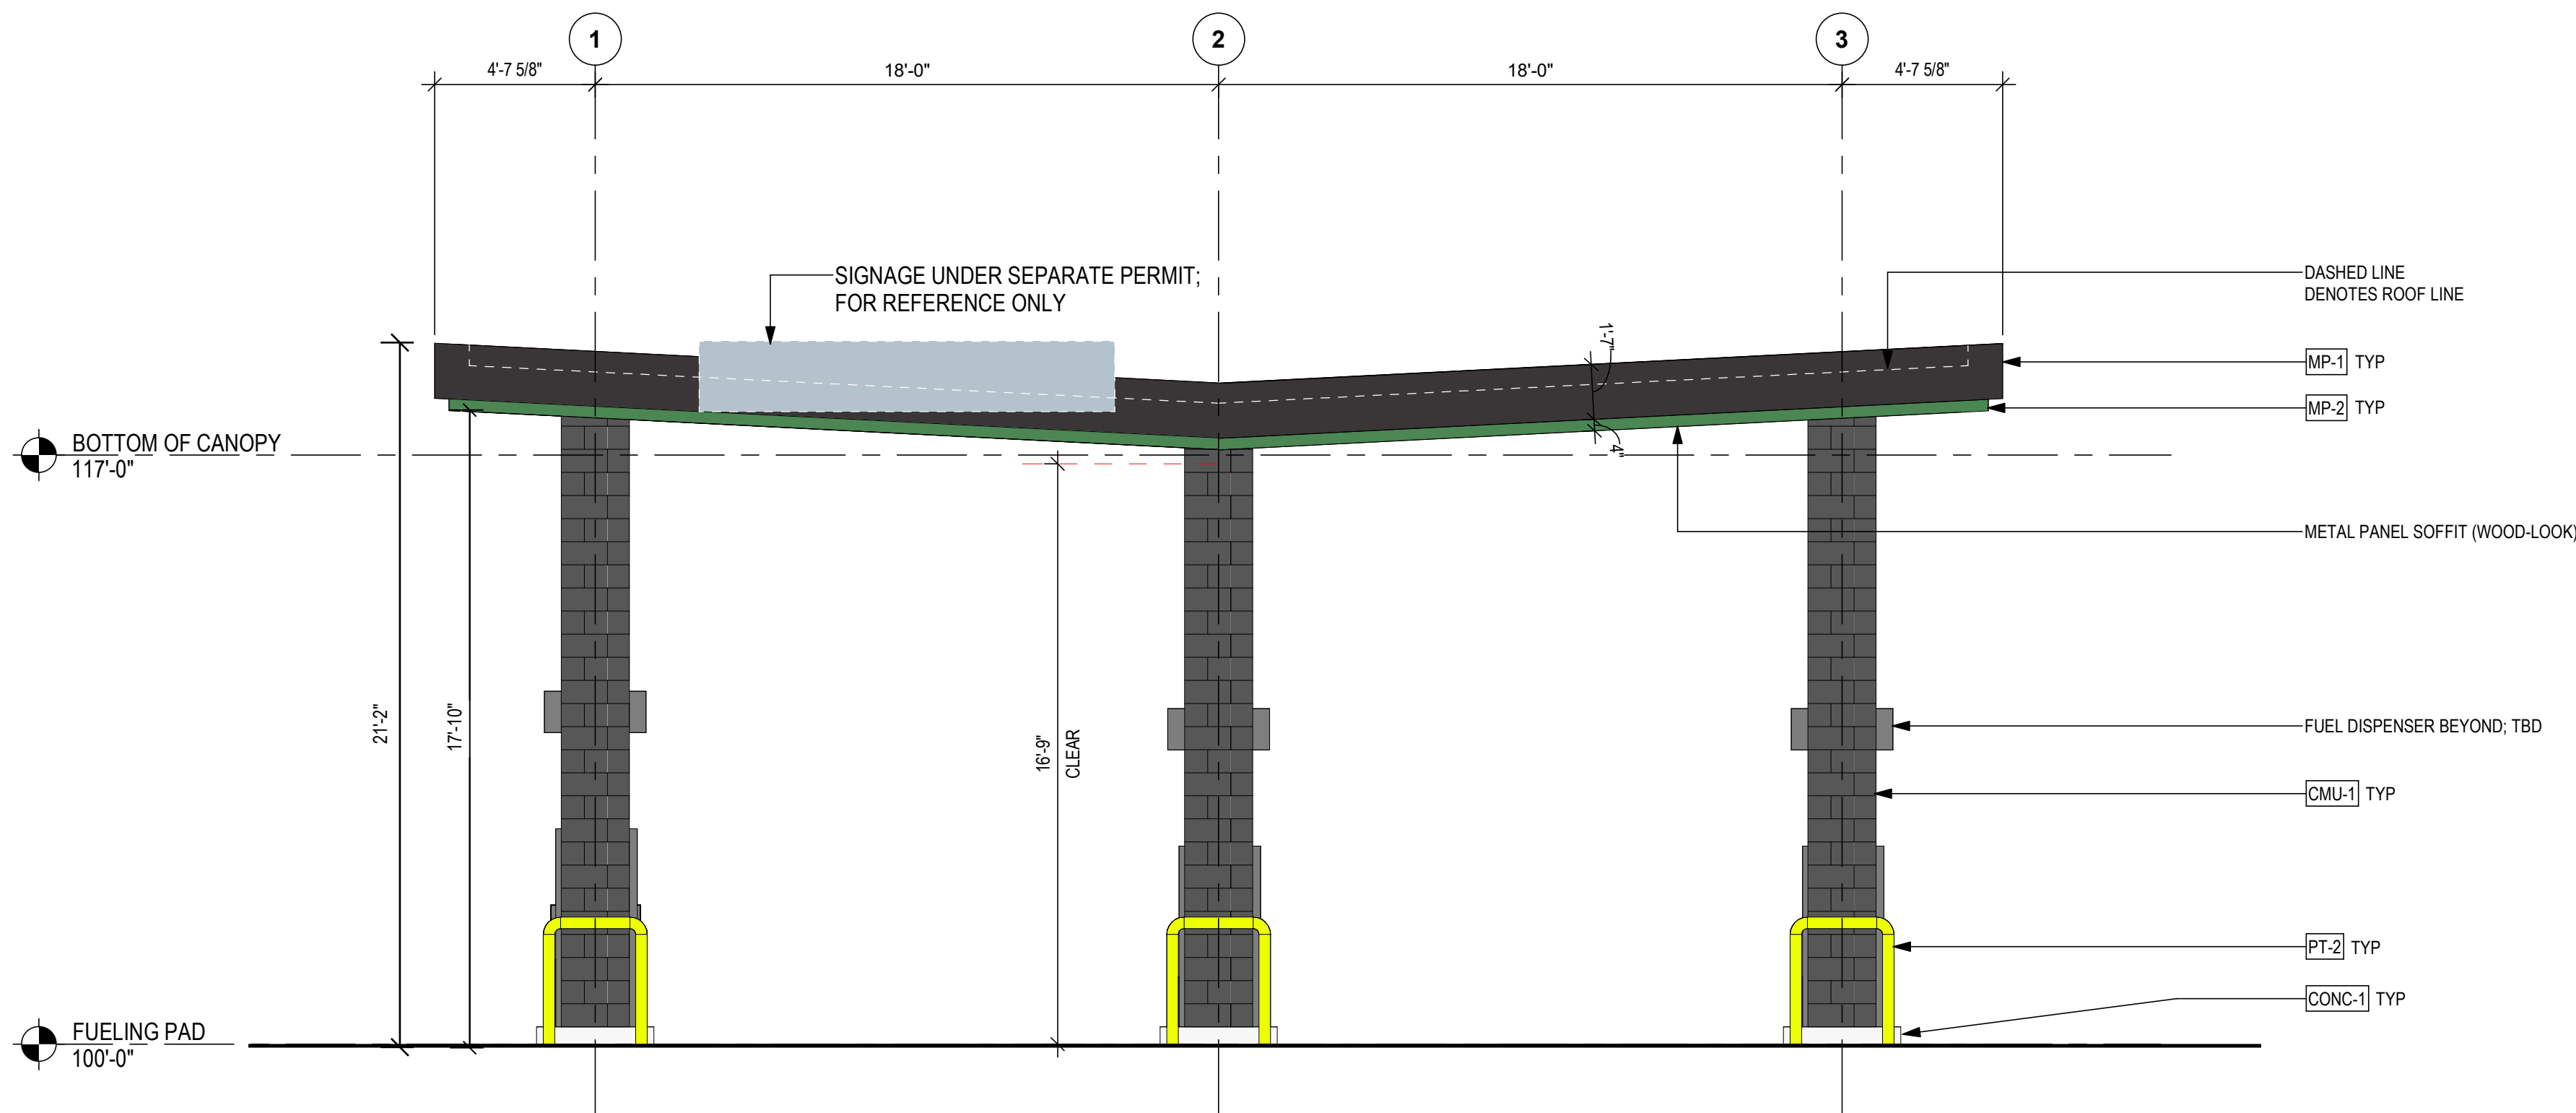 1
2
3
4'-7 5/8"
18'-0"
18'-0"
4'-7 5/8"
SIGNAGE UNDER SEPARATE PERMIT;
FOR REFERENCE ONLY
DASHED LINE
DENOTES ROOF LINE
1'-7"
MP-1 TYP
MP-2 TYP
4"
BOTTOM OF CANOPY
117'-0"
METAL PANEL SOFFIT (WOOD-LOOK)
21'-2"
17'-10"
16'-9"
CLEAR
FUEL DISPENSER BEYOND; TBD
CMU-1 TYP
PT-2 TYP
CONC-1 TYP
FUELING PAD
100'-0"